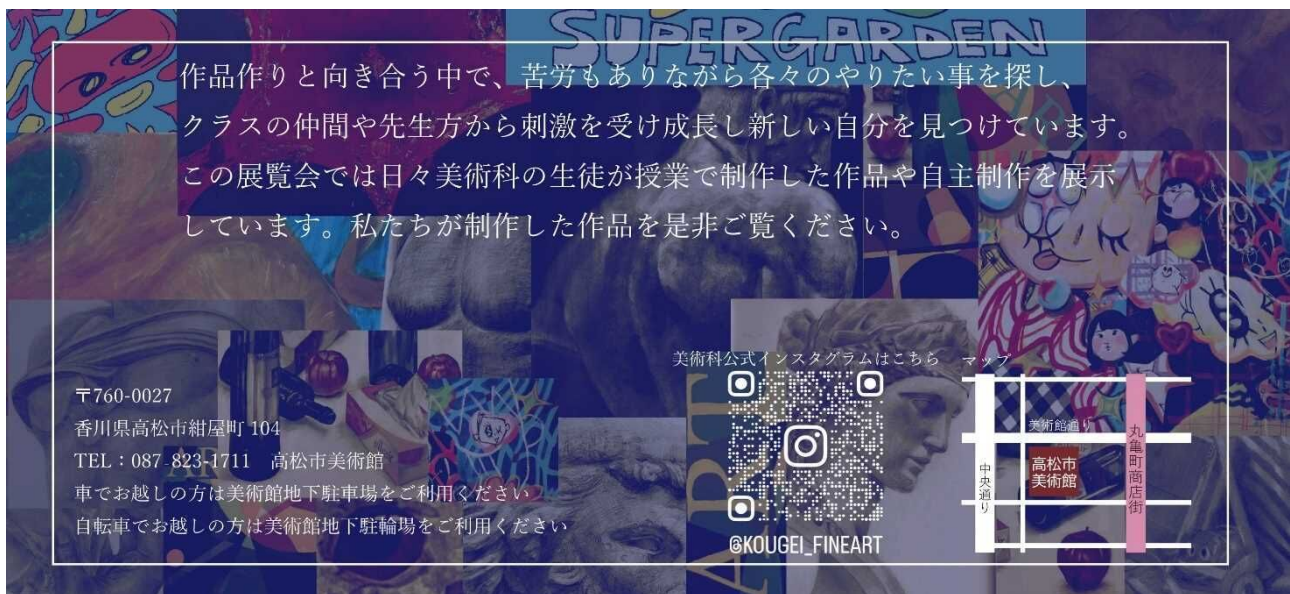 SUPERGARDEN
作品作りと向き合う中で、苦労もありながら各々のやりたい事を探し、
クラスの仲間や先生方から刺激を受け成長し新しい自分を見つけています。
この展覧会では日々美術科の生徒が授業で制作した作品や自主制作を展示
しています。私たちが制作した作品を是非ご覧ください。
〒760-0027
香川県高松市紺屋町 104
TEL：087-823-1711 高松市美術館
車でお越しの方は美術館地下駐車場をご利用ください
自転車でお越しの方は美術館地下駐輪場をご利用ください
美術科公式インスタグラムはこちら
@KOUGEI_FINEART
マップ
美術館通り
中央通り
高松市
美術館
丸亀町商店街
ART